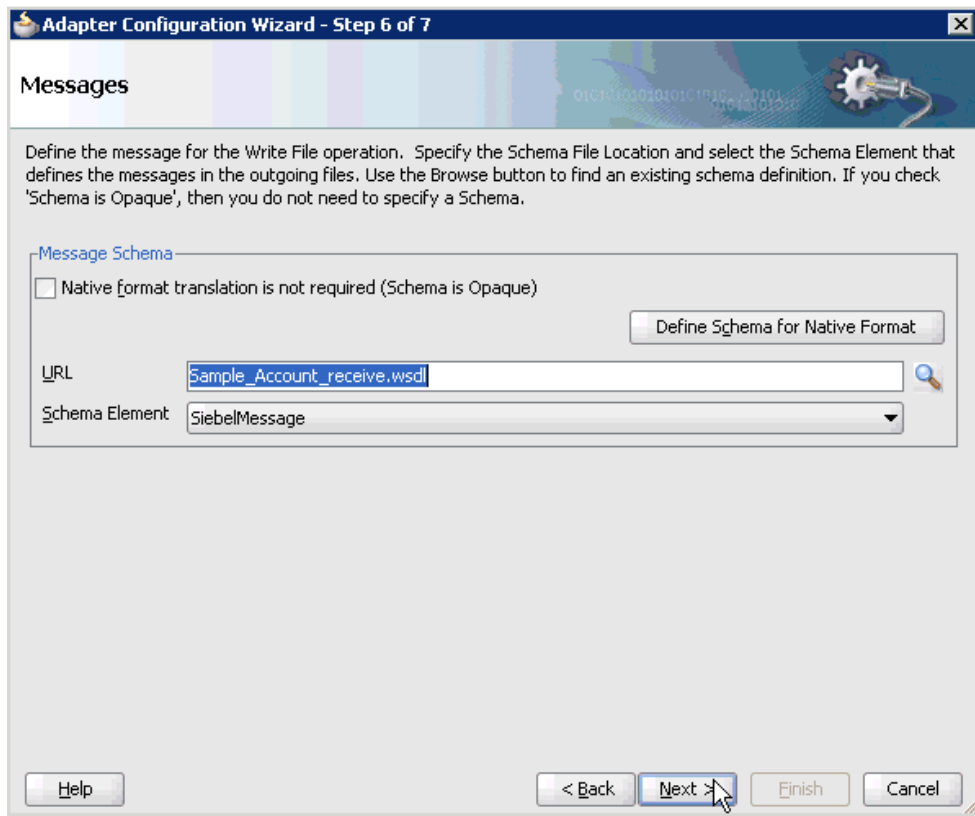 Adapter Configuration Wizard - Step 6 of 7
Messages
Define the message for the Write File operation.  Specify the Schema File Location and select the Schema Element that
defines the messages in the outgoing files. Use the Browse button to find an existing schema definition. If you check
'Schema is Opaque', then you do not need to specify a Schema.
Message Schema
Native format translation is not required (Schema is Opaque)
Define Schema for Native Format
URL
Sample_Account_receive.wsdl
Schema Element
SiebelMessage
Help
< Back
Next >
Finish
Cancel